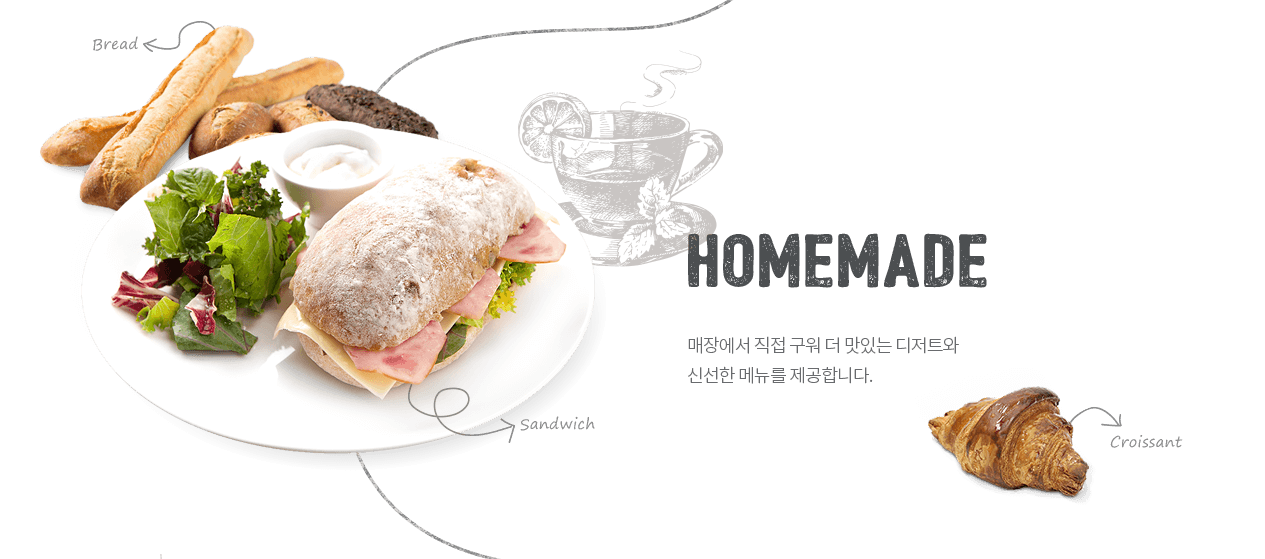 Bread
HOMEMADE
매장에서 직접 구워 더 맛있는 디저트와
신선한 메뉴를 제공합니다.
Sandwich
Croissant